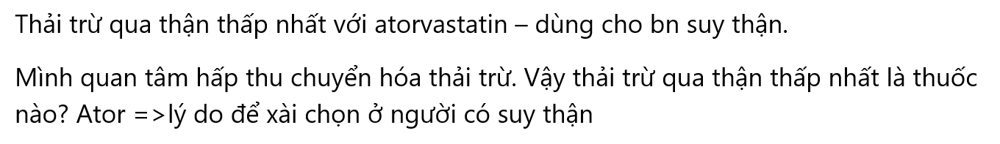 Thải trừ qua thận thấp nhất với atorvastatin – dùng cho bn suy thận.
Mình quan tâm hấp thu chuyển hóa thải trừ. Vậy thải trừ qua thận thấp nhất là thuốc
nào? Ator =>lý do để xài chọn ở người có suy thận